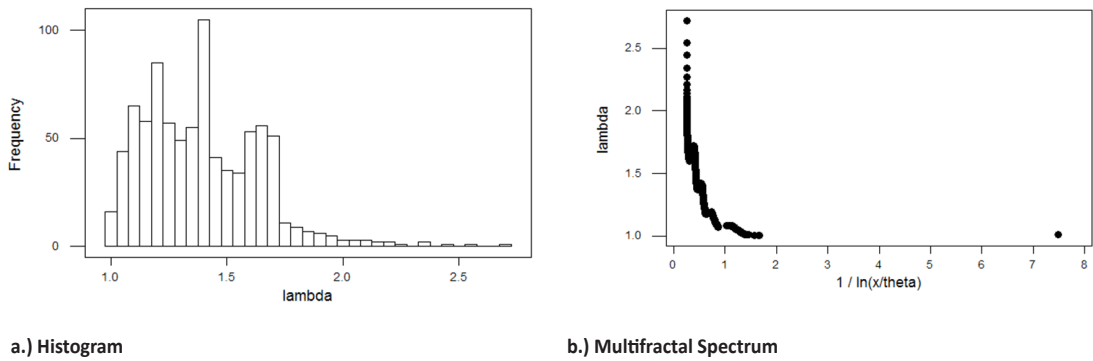 100
50
0
Frequency
1.0 1.5 2.0 2.5
lambda
2.5
2.0
1.5
1.0
lambda
0 1 2 3 4 5 6 7 8
1 / ln(x/theta)
a.) Histogram
b.) Multifractal Spectrum